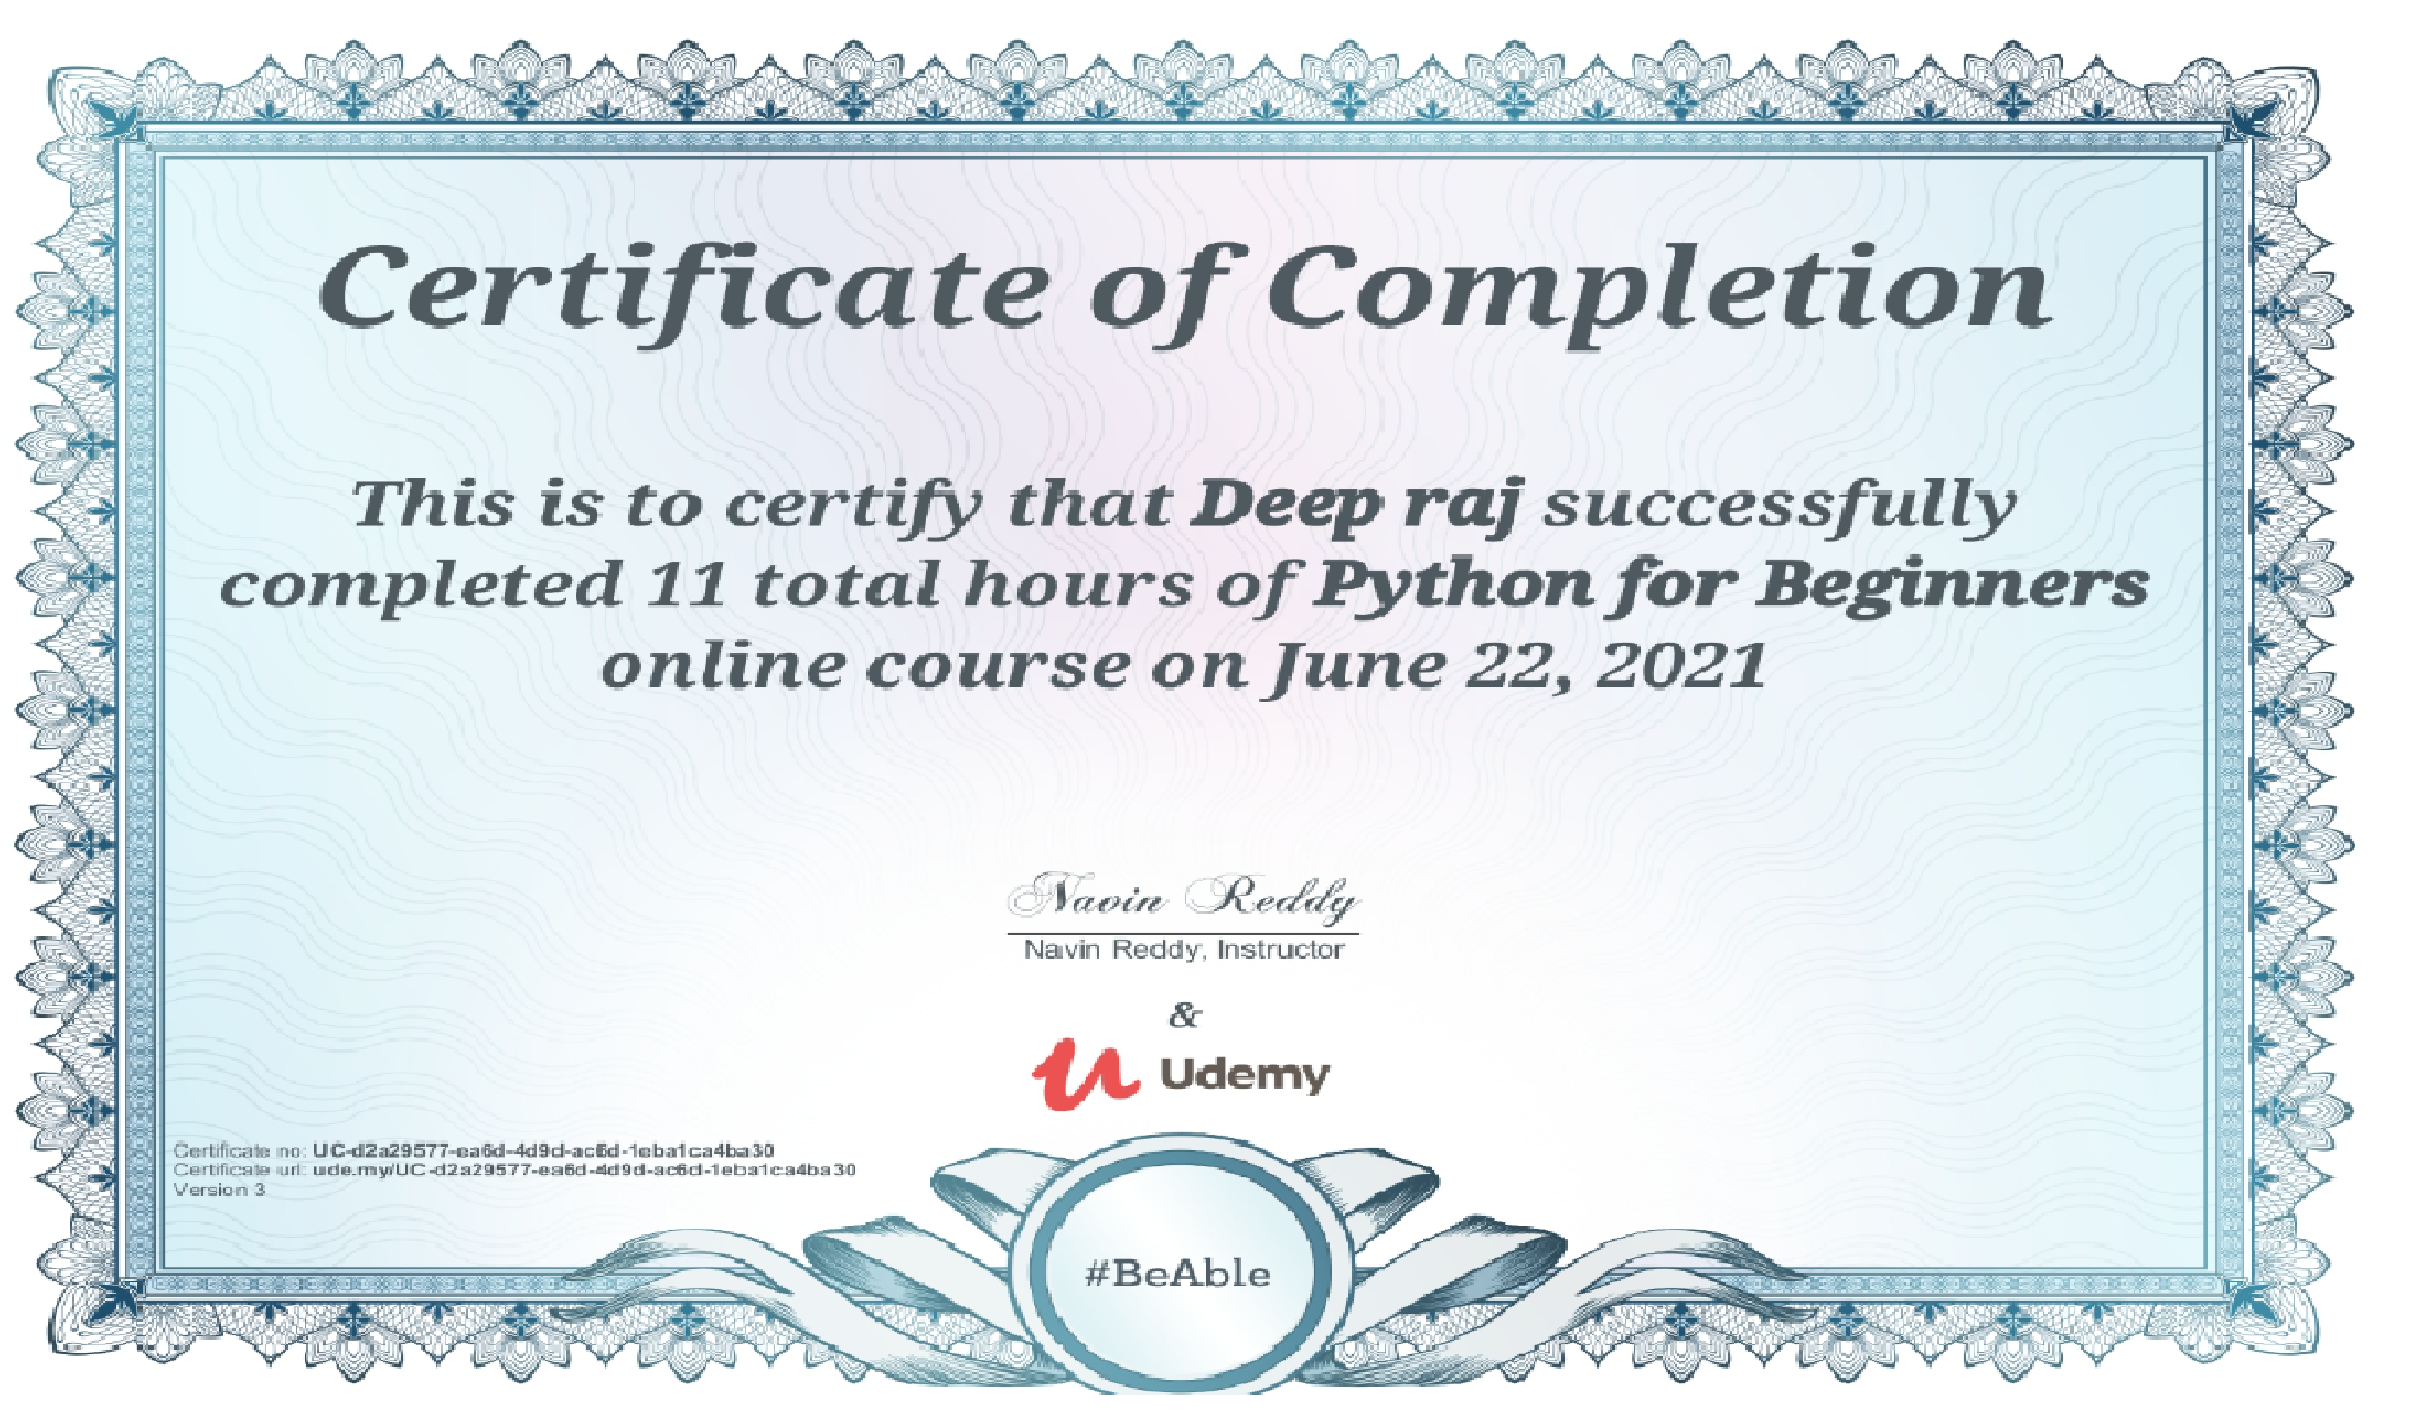 Certificate of Completion
This is to certify that Deep raj successfully
completed 11 total hours of Python for Beginners
online course on June 22, 2021
Navin Reddy
Navin Reddy, Instructor
&
Udemy
Certificate no: UC-d2a29577-ea6d-4d9d-ac6d-1eba1ca4ba30
Certificate url: ude.my/UC-d2a29577-ea6d-4d9d-ac6d-1eba1ca4ba30
Version 3
#BeAble